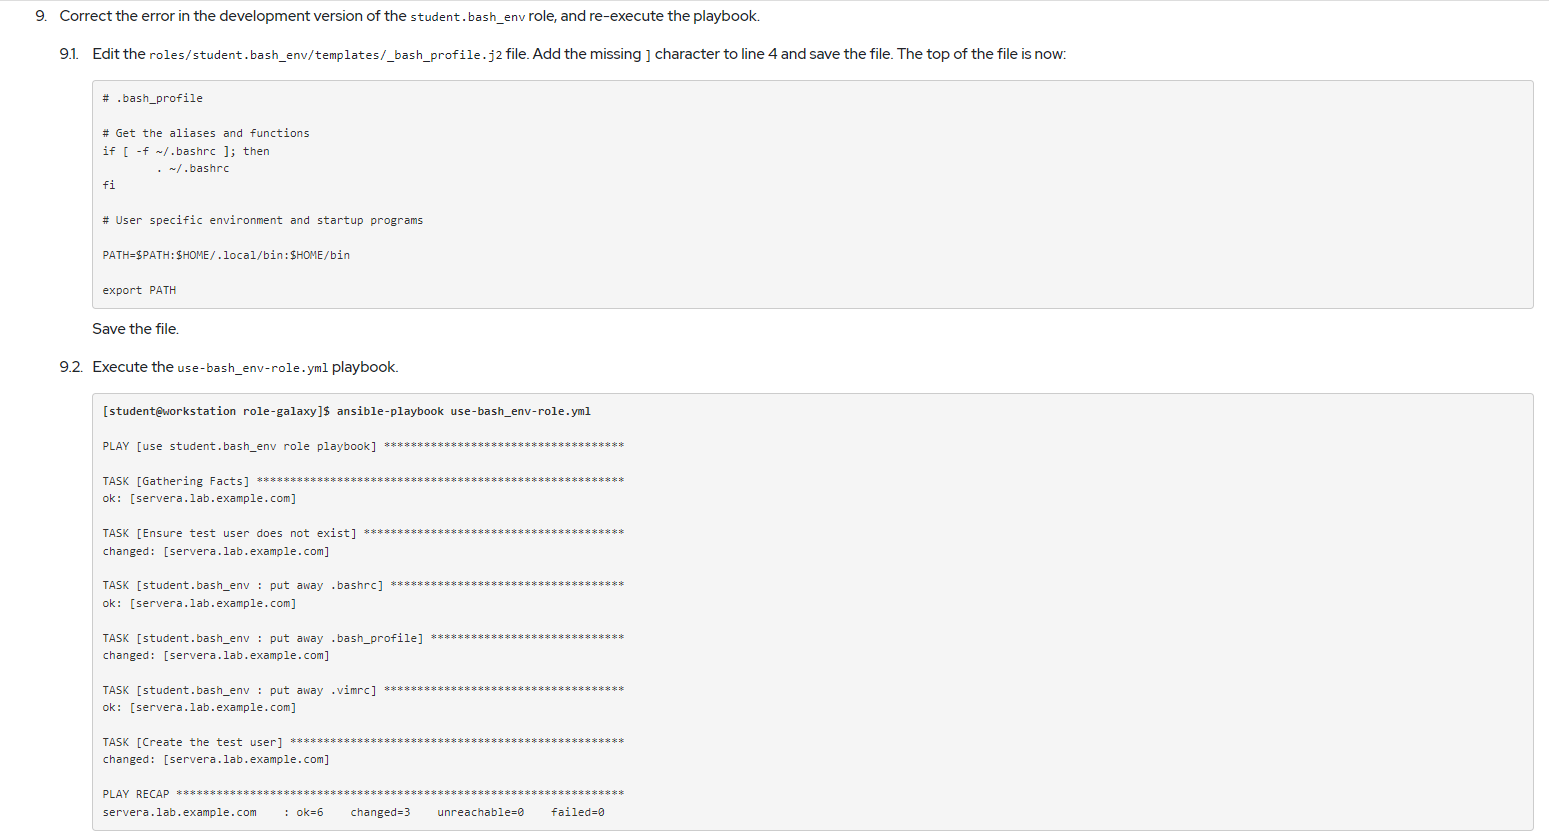 9. Correct the error in the development version of the student.bash_env role, and re-execute the playbook.
9.1. Edit the roles/student.bash_env/templates/_bash_profile.j2 file. Add the missing ] character to line 4 and save the file. The top of the file is now:
# .bash_profile
# Get the aliases and functions
if [ -f ~/.bashrc ]; then
        . ~/.bashrc
fi
# User specific environment and startup programs
PATH=$PATH:$HOME/.local/bin:$HOME/bin
export PATH
Save the file.
9.2. Execute the use-bash_env-role.yml playbook.
[student@workstation role-galaxy]$ ansible-playbook use-bash_env-role.yml
PLAY [use student.bash_env role playbook] ************************************
TASK [Gathering Facts] *******************************************************
ok: [servera.lab.example.com]
TASK [Ensure test user does not exist] ***************************************
changed: [servera.lab.example.com]
TASK [student.bash_env : put away .bashrc] ***********************************
ok: [servera.lab.example.com]
TASK [student.bash_env : put away .bash_profile] *****************************
changed: [servera.lab.example.com]
TASK [student.bash_env : put away .vimrc] ************************************
ok: [servera.lab.example.com]
TASK [Create the test user] **************************************************
changed: [servera.lab.example.com]
PLAY RECAP *******************************************************************
servera.lab.example.com    : ok=6    changed=3    unreachable=0    failed=0